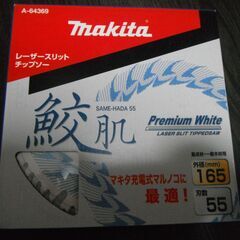 A-64369
makita
レーザースリット
チップソー
鮫肌
SAME-HADA 55
Premium White
LASER SLIT TIPPEDSAW
マキタ充電式マルノコに
最適!
外径(mm)
165
刃数
55